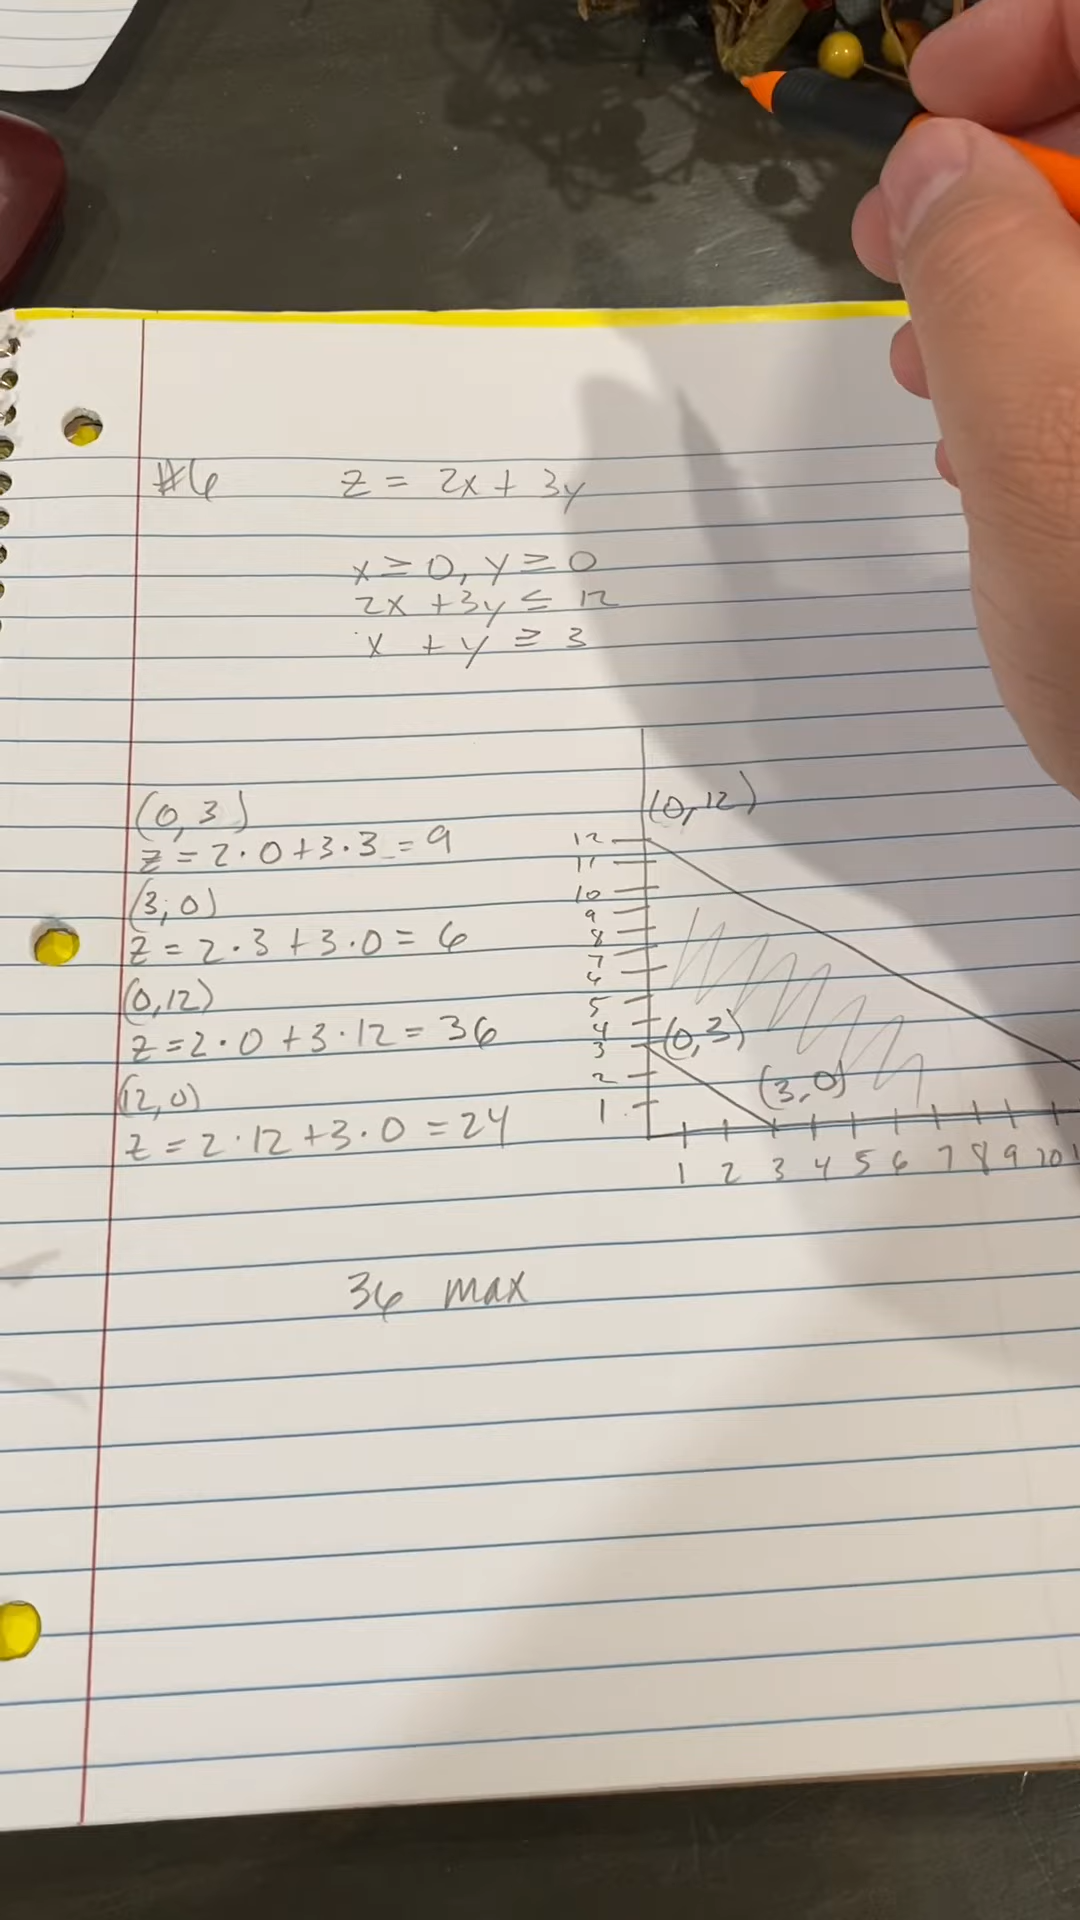 #6 z = 2x + 3y
x ≥ 0, y ≥ 0
2x + 3y ≤ 12
x + y ≥ 3
(0, 3)
z = 2·0 + 3·3 = 9
(3, 0)
z = 2·3 + 3·0 = 6
(0, 12)
z = 2·0 + 3·12 = 36
(12, 0)
z = 2·12 + 3·0 = 24
(0, 12)
12
11
10
9
8
7
6
5
4
(0, 3)
3
(3, 0)
2
1
1 2 3 4 5 6 7 8 9 10
36 max